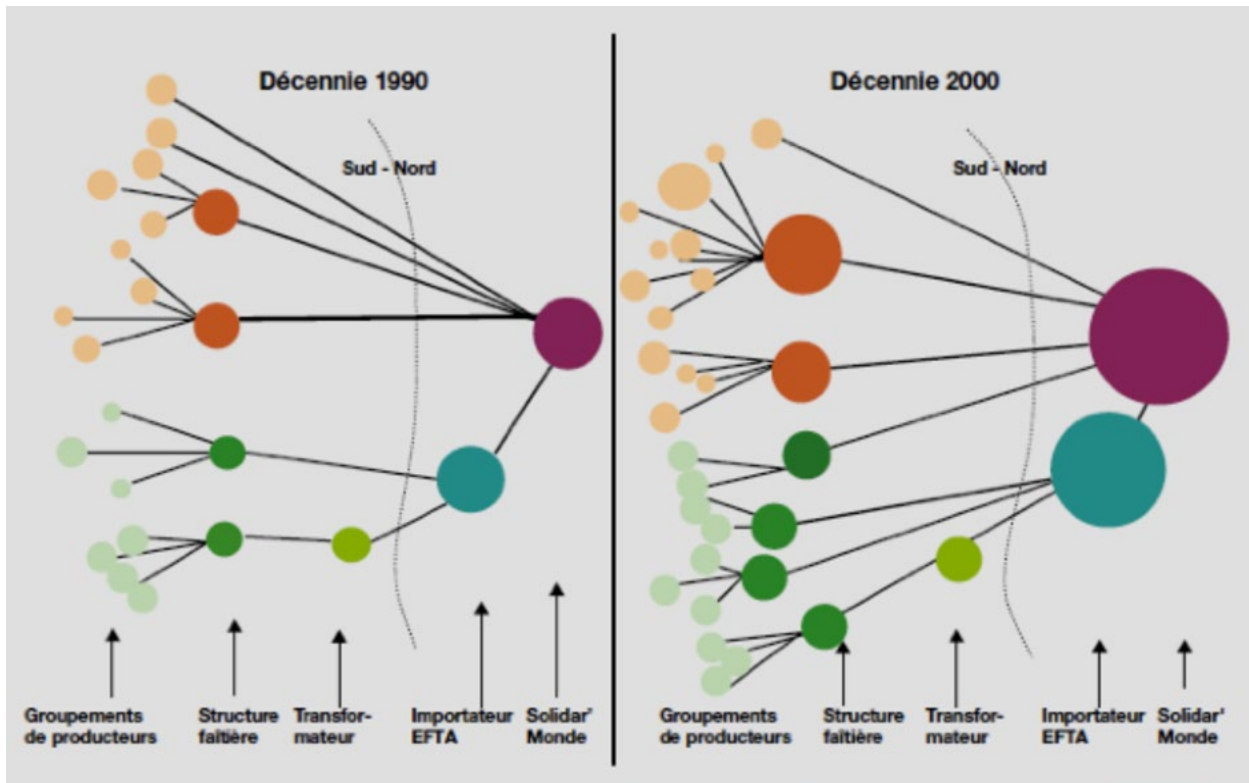 Décennie 1990
Sud - Nord
Groupements
de producteurs
Structure
faîtière
Transfor-
mateur
Importateur
EFTA
Solidar'
Monde
Décennie 2000
Sud - Nord
Groupements
de producteurs
Structure
faîtière
Transfor-
mateur
Importateur
EFTA
Solidar'
Monde